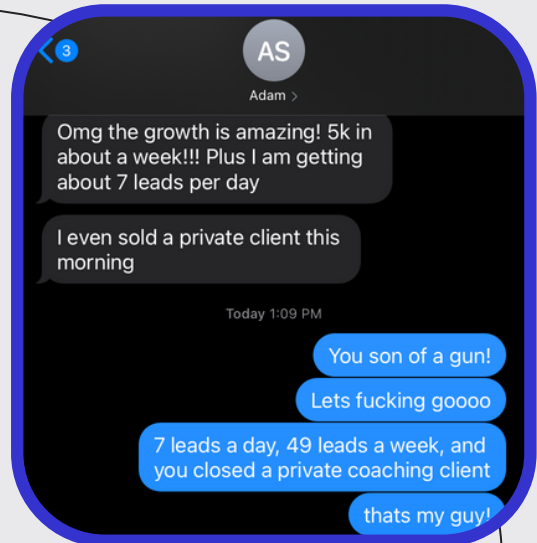 3
AS
Adam >
Omg the growth is amazing! 5k in
about a week!!! Plus I am getting
about 7 leads per day
I even sold a private client this
morning
Today 1:09 PM
You son of a gun!
Lets fucking goooo
7 leads a day, 49 leads a week, and
you closed a private coaching client
thats my guy!